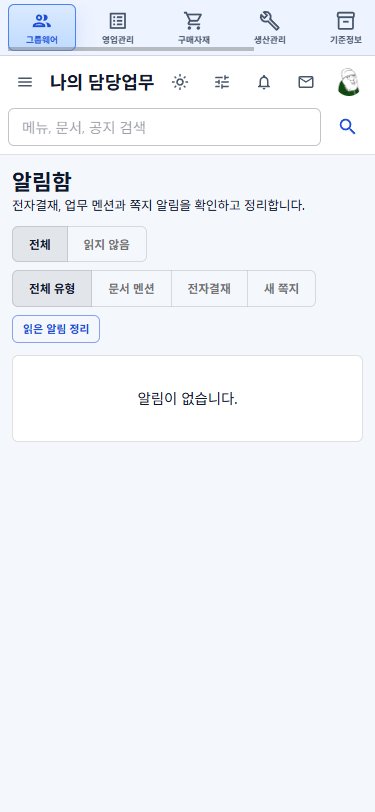 그룹웨어 영업관리 구매자재 생산관리 기준정보
나의 담당업무
메뉴, 문서, 공지 검색
알림함
전자결재, 업무 멘션과 쪽지 알림을 확인하고 정리합니다.
전체 읽지 않음
전체 유형 문서 멘션 전자결재 새 쪽지
읽은 알림 정리
알림이 없습니다.